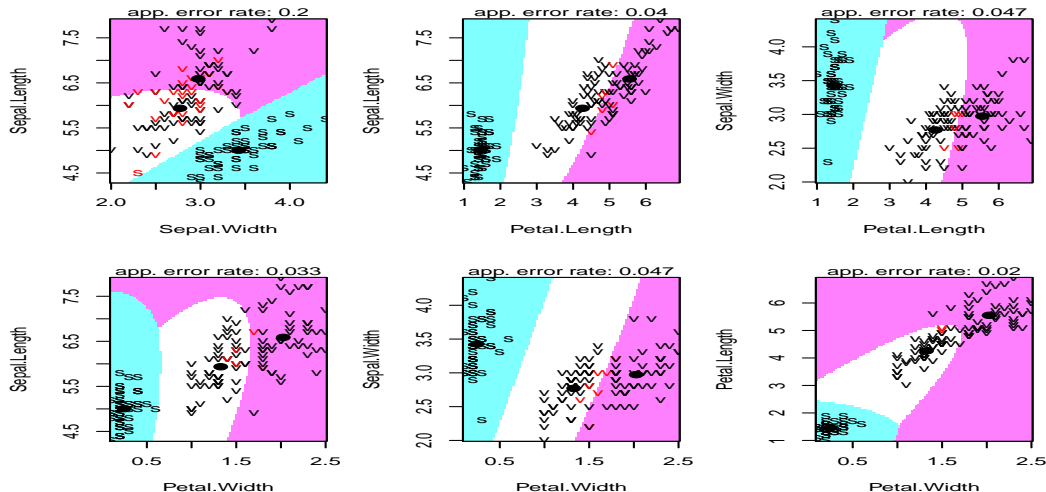 app. error rate: 0.2
Sepal.Length
4.5 5.5 6.5 7.5
2.0 3.0 4.0
Sepal.Width
app. error rate: 0.04
Sepal.Length
4.5 5.5 6.5 7.5
1 2 3 4 5 6
Petal.Length
app. error rate: 0.047
Sepal.Width
2.0 2.5 3.0 3.5 4.0
1 2 3 4 5 6
Petal.Length
app. error rate: 0.033
Sepal.Length
4.5 5.5 6.5 7.5
0.5 1.5 2.5
Petal.Width
app. error rate: 0.047
Sepal.Width
2.0 2.5 3.0 3.5 4.0
0.5 1.5 2.5
Petal.Width
app. error rate: 0.02
Petal.Length
1 2 3 4 5 6
0.5 1.5 2.5
Petal.Width